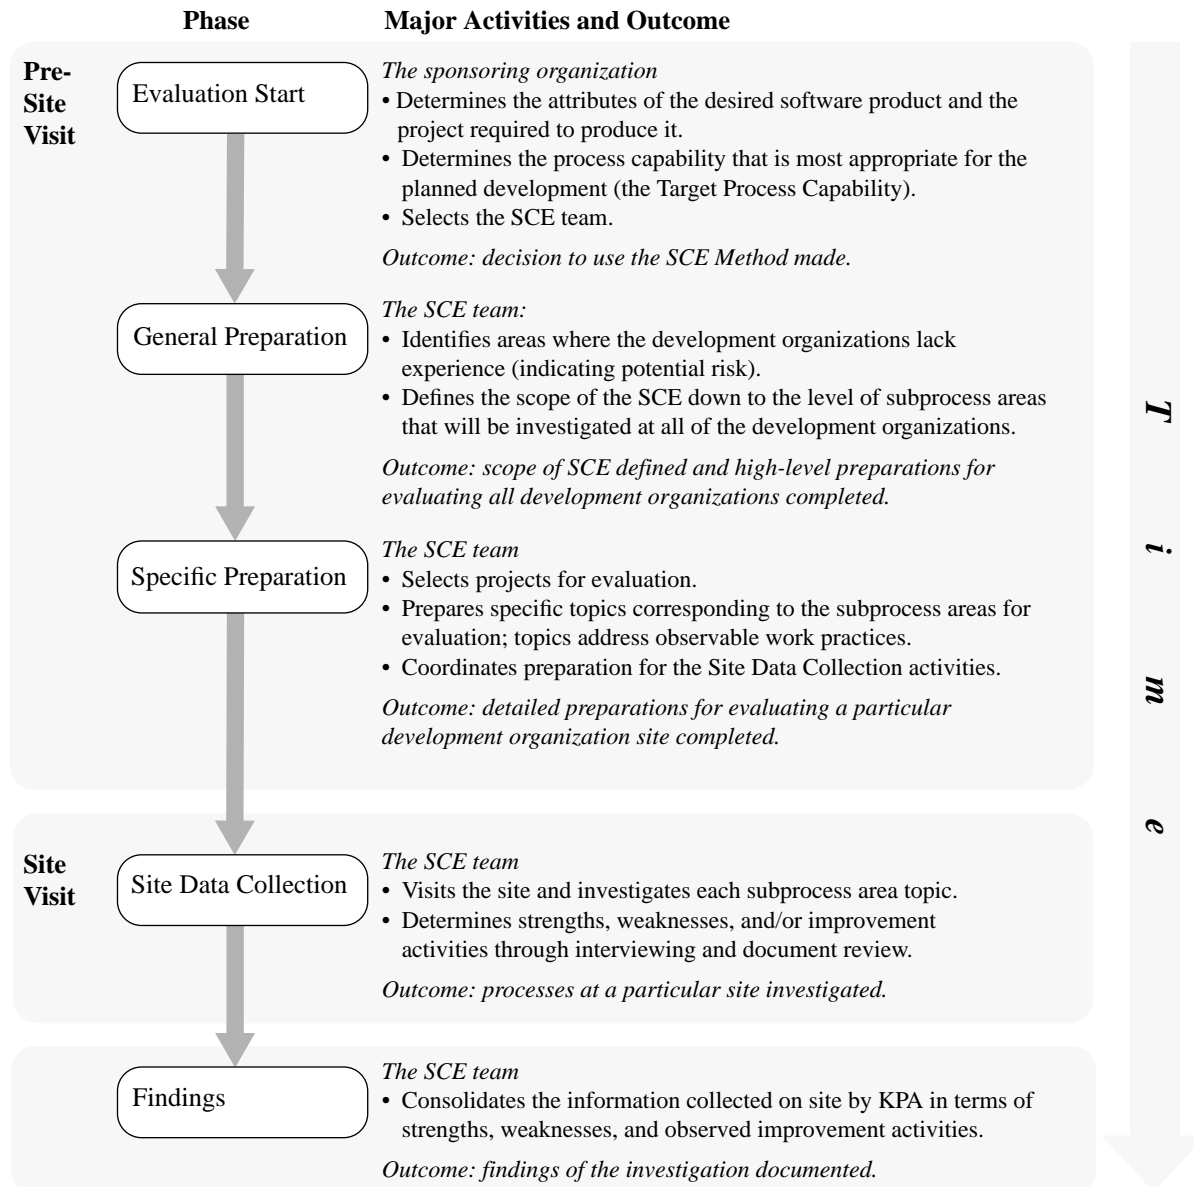 Phase Major Activities and Outcome
Pre-
Site
Visit
Evaluation Start
The sponsoring organization
• Determines the attributes of the desired software product and the
project required to produce it.
• Determines the process capability that is most appropriate for the
planned development (the Target Process Capability).
• Selects the SCE team.
Outcome: decision to use the SCE Method made.
General Preparation
The SCE team:
• Identifies areas where the development organizations lack
experience (indicating potential risk).
• Defines the scope of the SCE down to the level of subprocess areas
that will be investigated at all of the development organizations.
Outcome: scope of SCE defined and high-level preparations for
evaluating all development organizations completed.
Specific Preparation
The SCE team
• Selects projects for evaluation.
• Prepares specific topics corresponding to the subprocess areas for
evaluation; topics address observable work practices.
• Coordinates preparation for the Site Data Collection activities.
Outcome: detailed preparations for evaluating a particular
development organization site completed.
Site
Visit
Site Data Collection
The SCE team
• Visits the site and investigates each subprocess area topic.
• Determines strengths, weaknesses, and/or improvement
activities through interviewing and document review.
Outcome: processes at a particular site investigated.
Findings
The SCE team
• Consolidates the information collected on site by KPA in terms of
strengths, weaknesses, and observed improvement activities.
Outcome: findings of the investigation documented.
Time